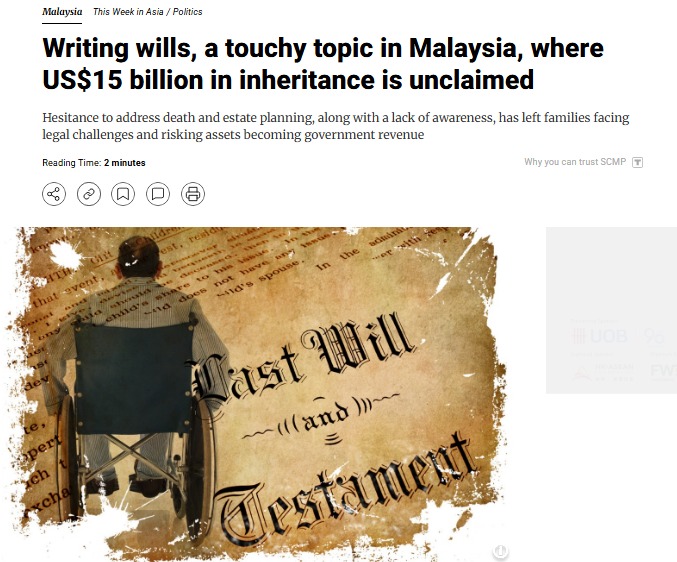 Malaysia This Week in Asia / Politics
Writing wills, a touchy topic in Malaysia, where
US$15 billion in inheritance is unclaimed
Hesitance to address death and estate planning, along with a lack of awareness, has left families facing
legal challenges and risking assets becoming government revenue
Reading Time: 2 minutes
Why you can trust SCMP
Last Will
and
Testament
UOB